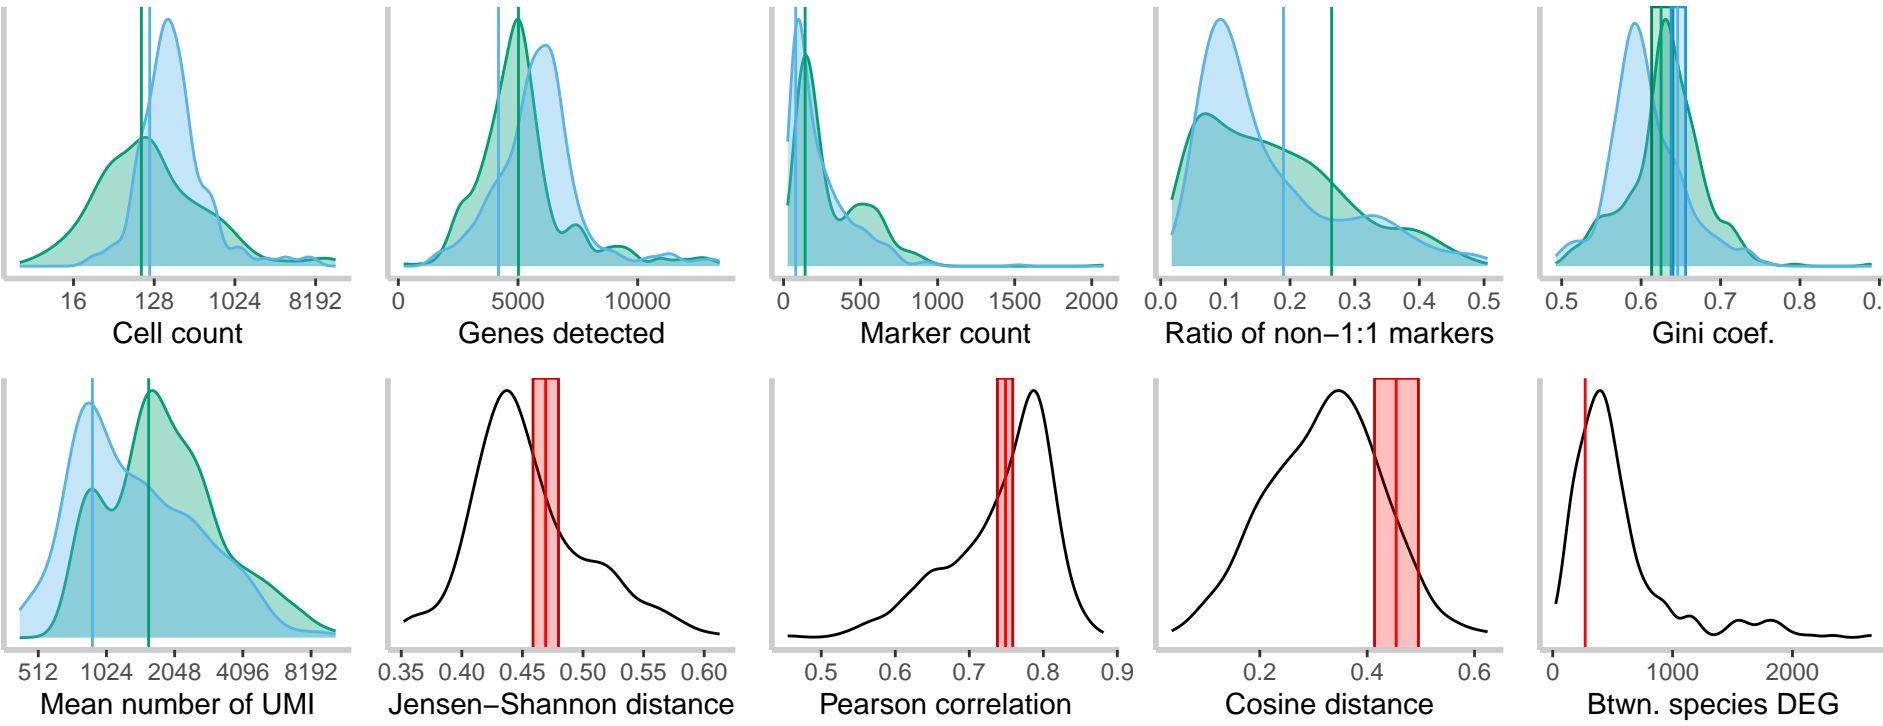 16 128 1024 8192
Cell count
0 5000 10000
Genes detected
0 500 1000 1500 2000
Marker count
0.0 0.1 0.2 0.3 0.4 0.5
Ratio of non−1:1 markers
0.5 0.6 0.7 0.8 0.
Gini coef.
512 1024 2048 4096 8192
Mean number of UMI
0.35 0.40 0.45 0.50 0.55 0.60
Jensen−Shannon distance
0.5 0.6 0.7 0.8 0.9
Pearson correlation
0.2 0.4 0.6
Cosine distance
0 1000 2000
Btwn. species DEG